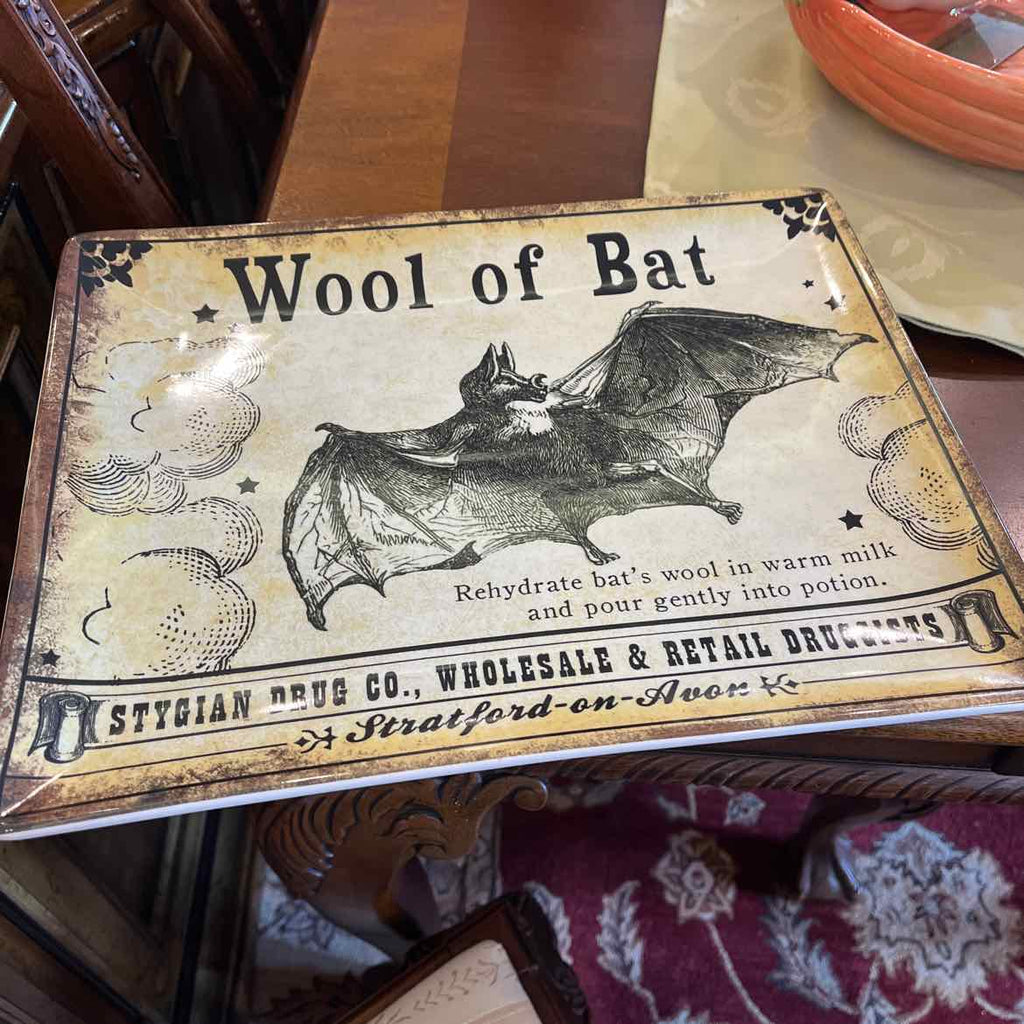 Wool of Bat
Rehydrate bat's wool in warm milk
and pour gently into potion.
STYGIAN DRUG CO., WHOLESALE & RETAIL DRUGGISTS
Stratford-on-Avon